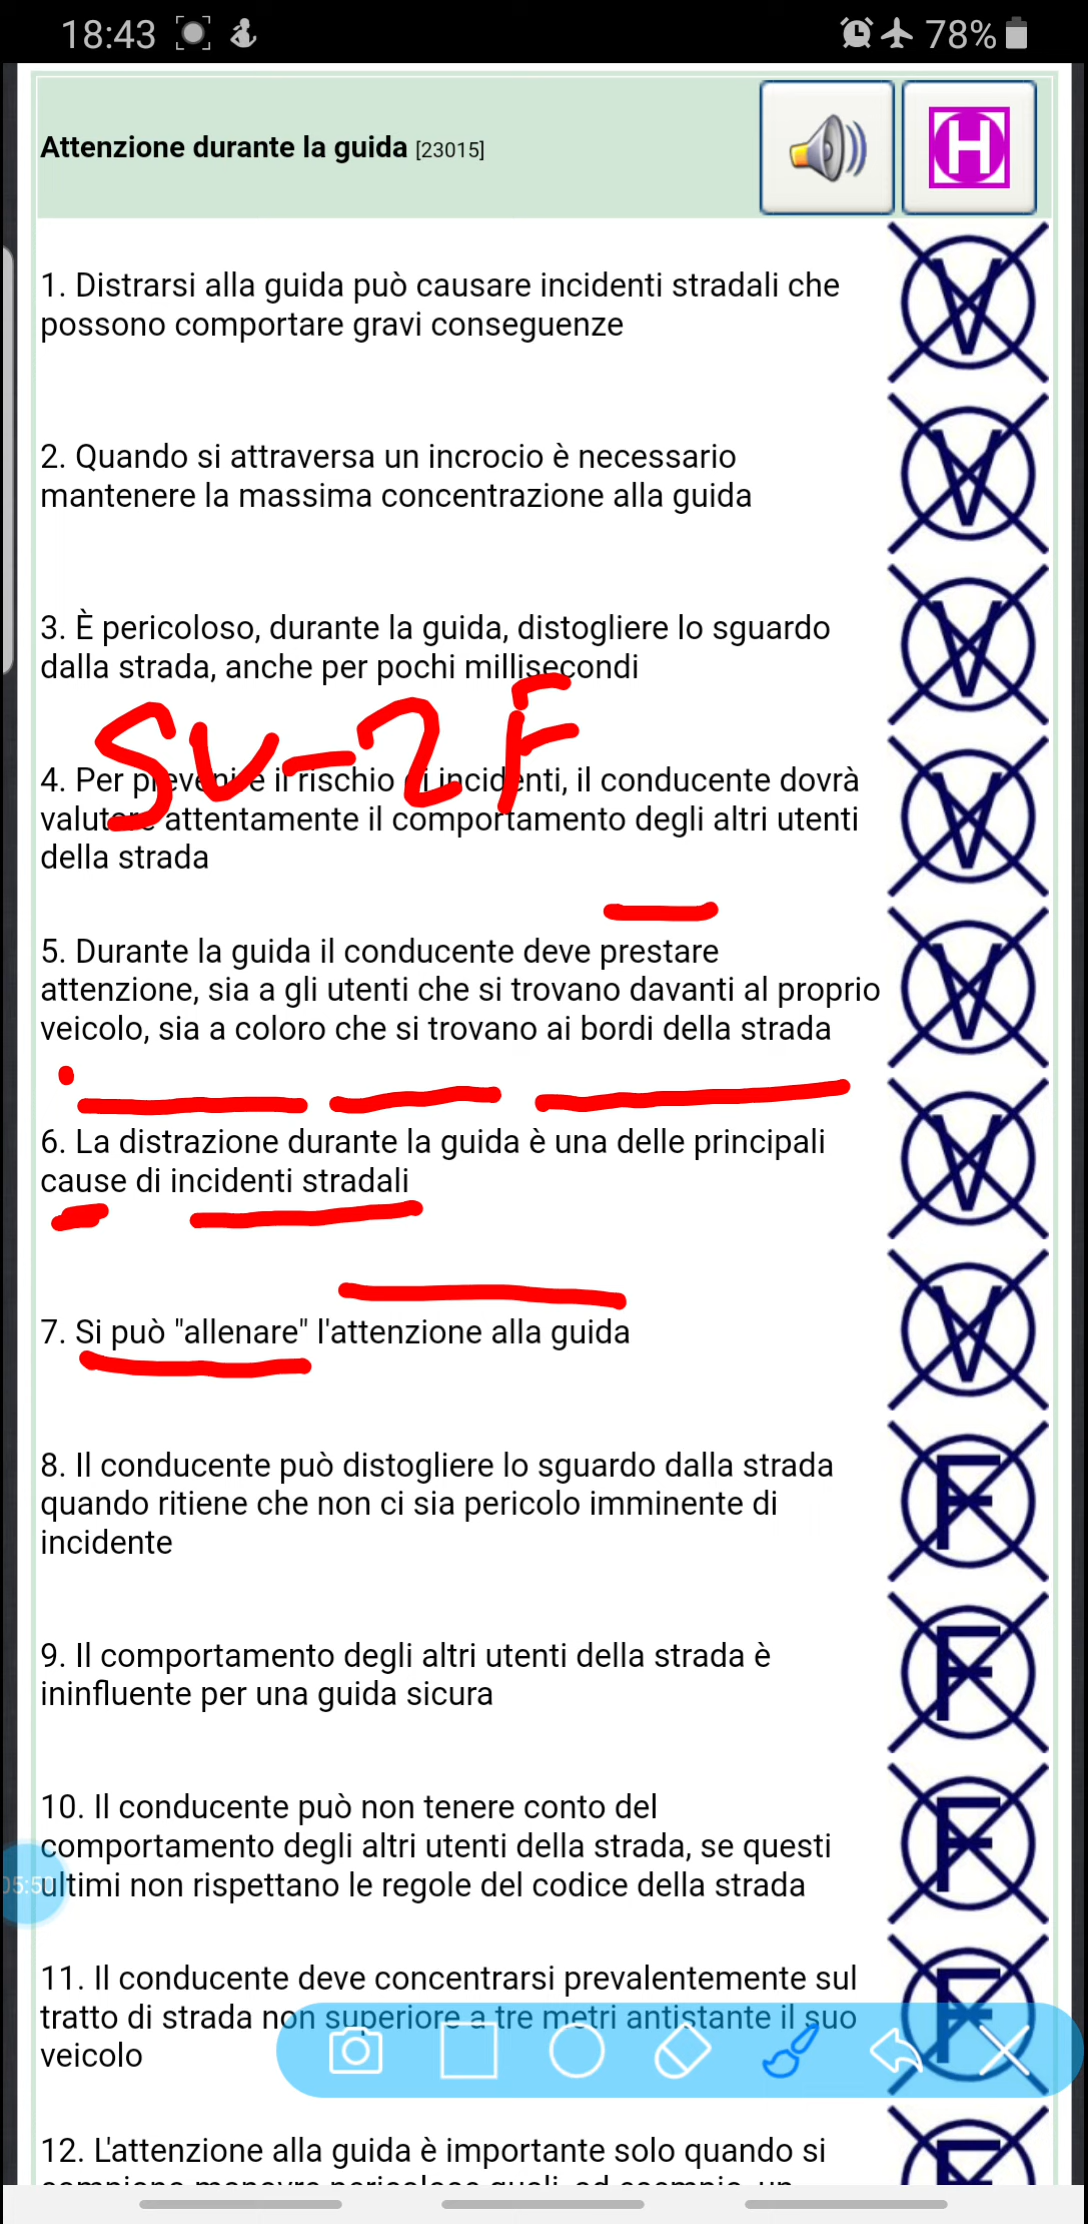 18:43
78%
Attenzione durante la guida [23015]
H
1. Distrarsi alla guida può causare incidenti stradali che
possono comportare gravi conseguenze
V
2. Quando si attraversa un incrocio è necessario
mantenere la massima concentrazione alla guida
V
3. È pericoloso, durante la guida, distogliere lo sguardo
dalla strada, anche per pochi millisecondi
V
SV-2F
4. Per prevenire il rischio di incidenti, il conducente dovrà
valutare attentamente il comportamento degli altri utenti
della strada
V
5. Durante la guida il conducente deve prestare
attenzione, sia a gli utenti che si trovano davanti al proprio
veicolo, sia a coloro che si trovano ai bordi della strada
V
6. La distrazione durante la guida è una delle principali
cause di incidenti stradali
V
7. Si può "allenare" l'attenzione alla guida
V
8. Il conducente può distogliere lo sguardo dalla strada
quando ritiene che non ci sia pericolo imminente di
incidente
F
9. Il comportamento degli altri utenti della strada è
ininfluente per una guida sicura
F
10. Il conducente può non tenere conto del
comportamento degli altri utenti della strada, se questi
ultimi non rispettano le regole del codice della strada
F
11. Il conducente deve concentrarsi prevalentemente sul
tratto di strada non superiore a tre metri antistante il suo
veicolo
F
12. L'attenzione alla guida è importante solo quando si
F